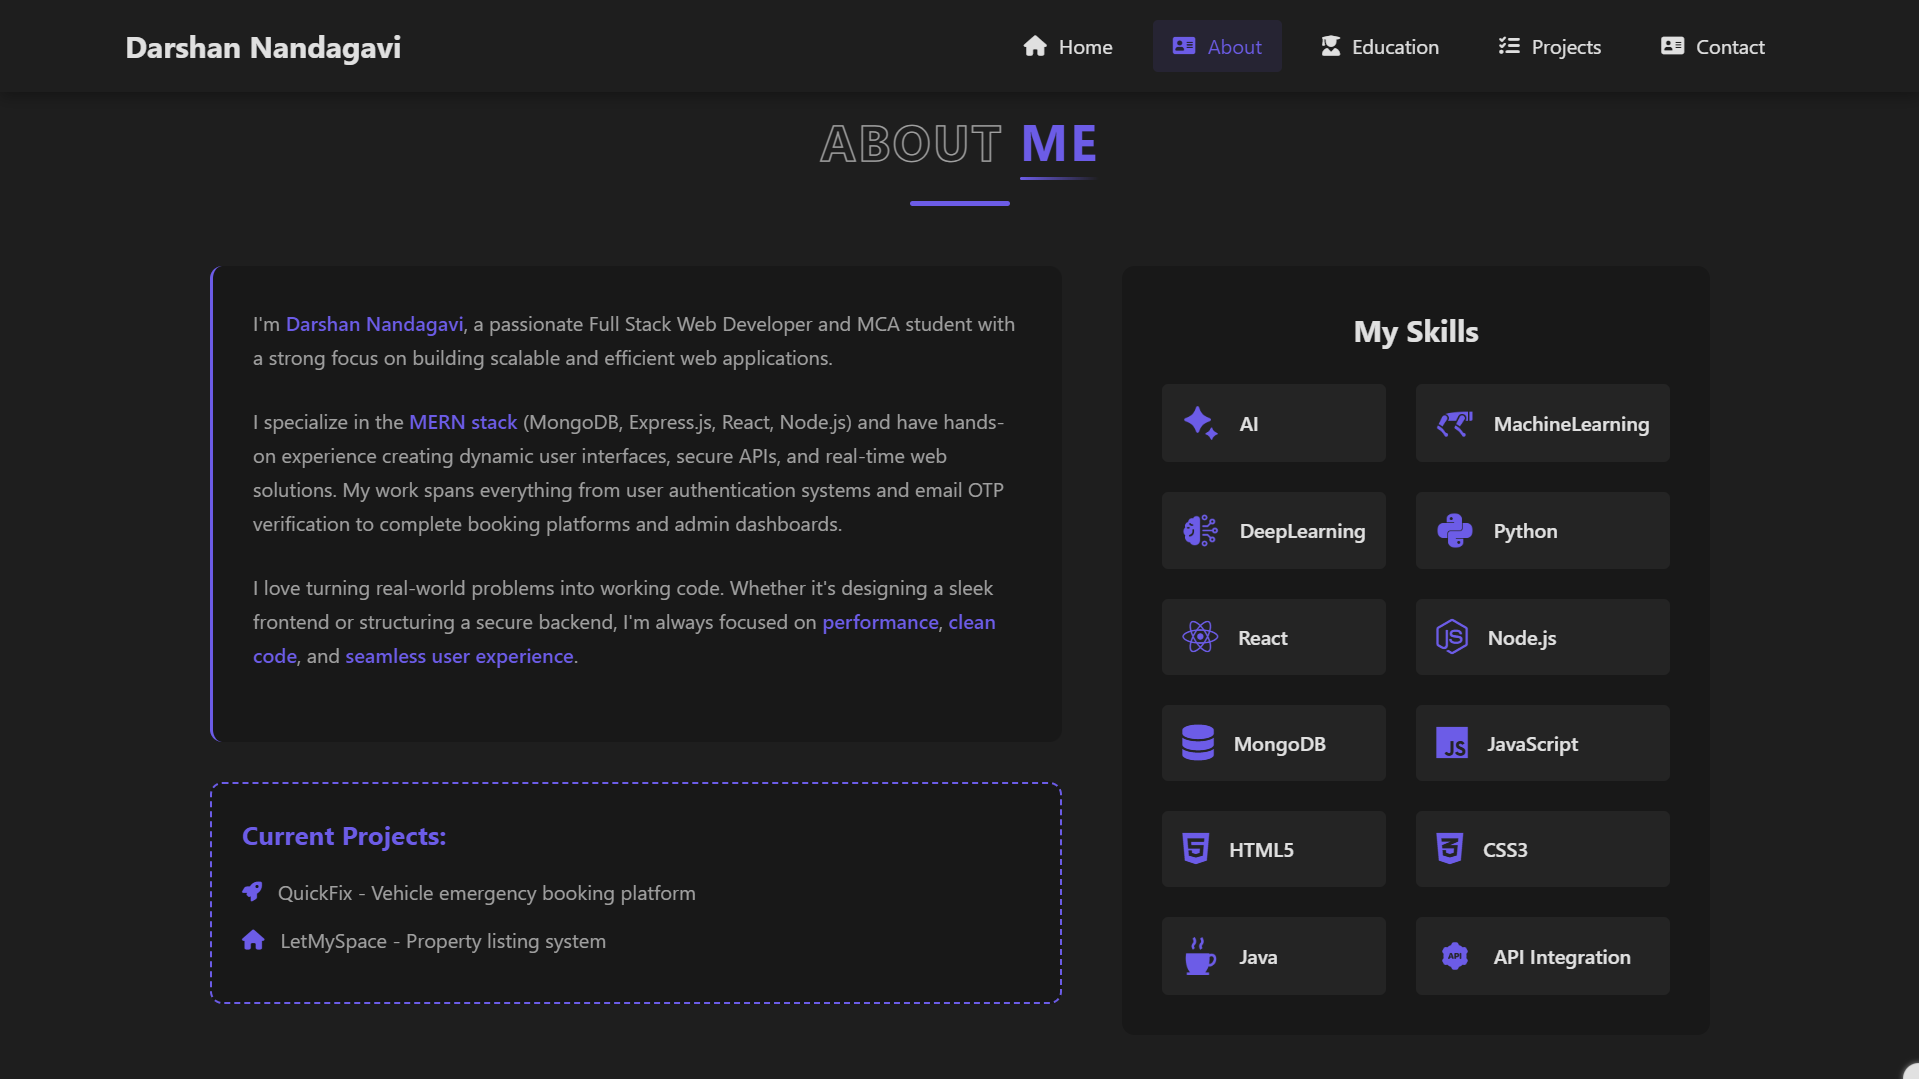 Darshan Nandagavi
Home
About
Education
Projects
Contact
ABOUT ME
I'm Darshan Nandagavi, a passionate Full Stack Web Developer and MCA student with
a strong focus on building scalable and efficient web applications.
I specialize in the MERN stack (MongoDB, Express.js, React, Node.js) and have hands-
on experience creating dynamic user interfaces, secure APIs, and real-time web
solutions. My work spans everything from user authentication systems and email OTP
verification to complete booking platforms and admin dashboards.
I love turning real-world problems into working code. Whether it's designing a sleek
frontend or structuring a secure backend, I'm always focused on performance, clean
code, and seamless user experience.
Current Projects:
QuickFix - Vehicle emergency booking platform
LetMySpace - Property listing system
My Skills
AI
MachineLearning
DeepLearning
Python
React
JS
Node.js
MongoDB
JS
JavaScript
5
HTML5
3
CSS3
Java
API
API Integration